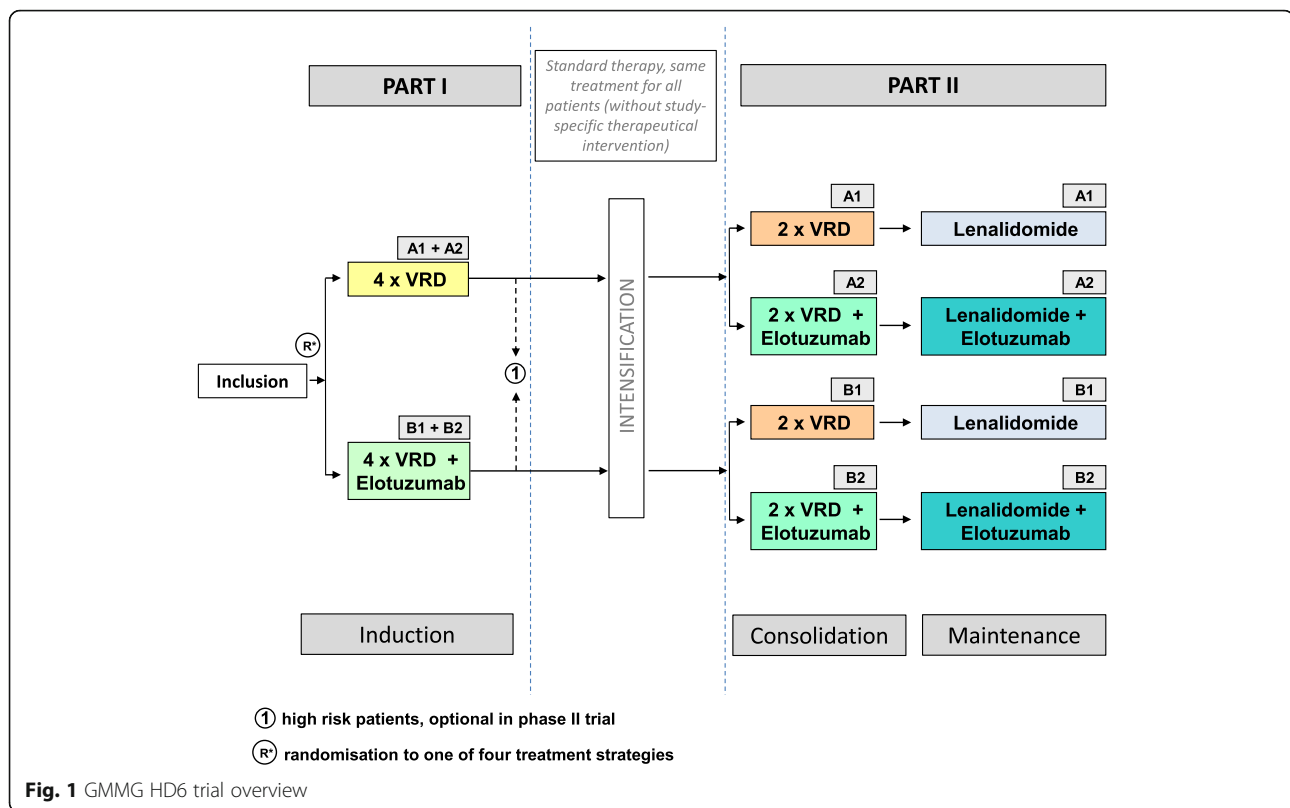 PART I
Standard therapy, same
treatment for all
patients (without study-
specific therapeutical
intervention)
PART II
A1 + A2
4 x VRD
R*
Inclusion
1
B1 + B2
4 x VRD +
Elotuzumab
INTENSIFICATION
A1
2 x VRD
A1
Lenalidomide
A2
2 x VRD +
Elotuzumab
A2
Lenalidomide +
Elotuzumab
B1
2 x VRD
B1
Lenalidomide
B2
2 x VRD +
Elotuzumab
B2
Lenalidomide +
Elotuzumab
Induction
Consolidation
Maintenance
1 high risk patients, optional in phase II trial
R* randomisation to one of four treatment strategies
Fig. 1 GMMG HD6 trial overview